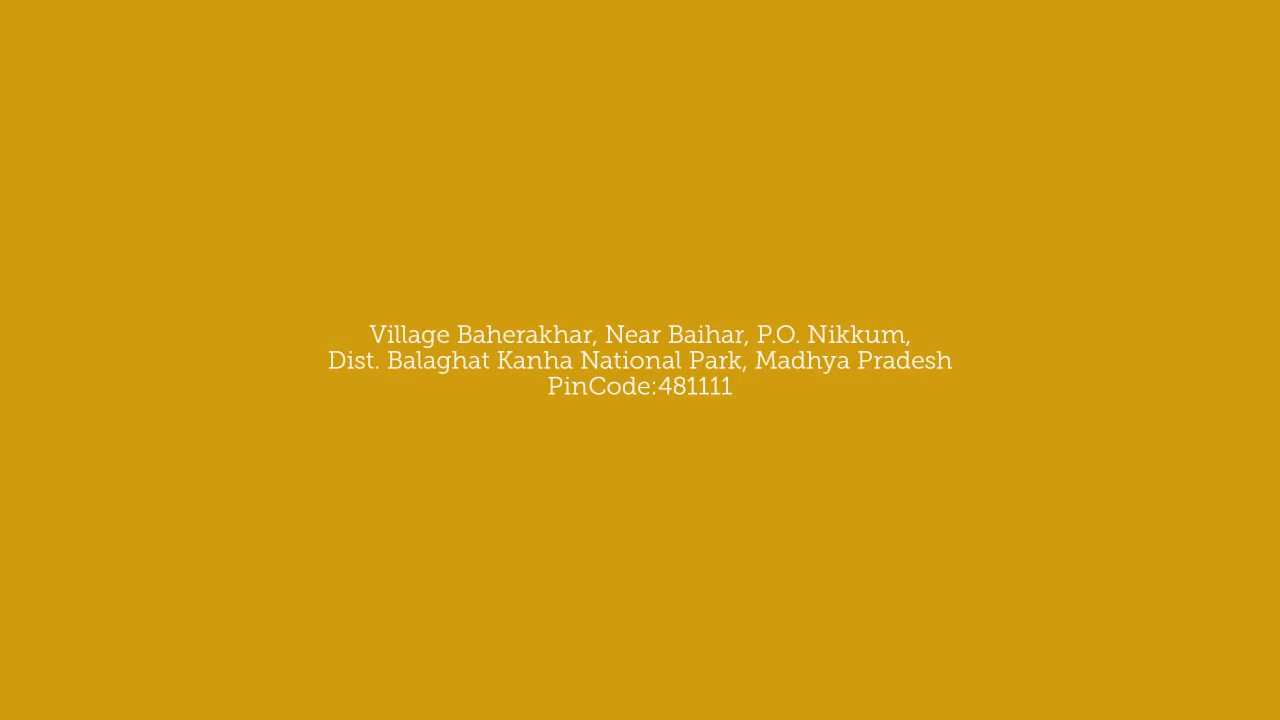 Village Baherakhar, Near Baihar, P.O. Nikkum,
Dist. Balaghat Kanha National Park, Madhya Pradesh
PinCode:481111